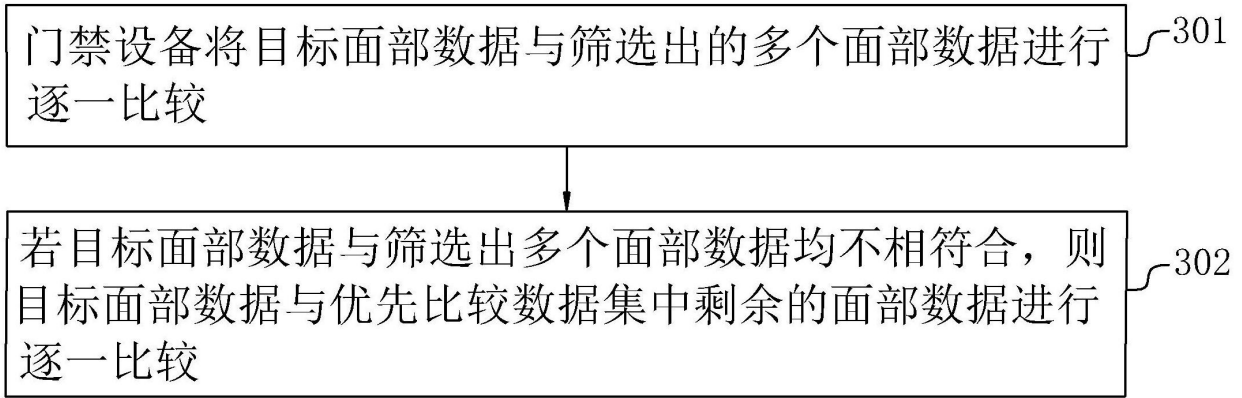 门禁设备将目标面部数据与筛选出的多个面部数据进行
逐一比较
301
若目标面部数据与筛选出多个面部数据均不相符合，则
目标面部数据与优先比较数据集中剩余的面部数据进行
逐一比较
302